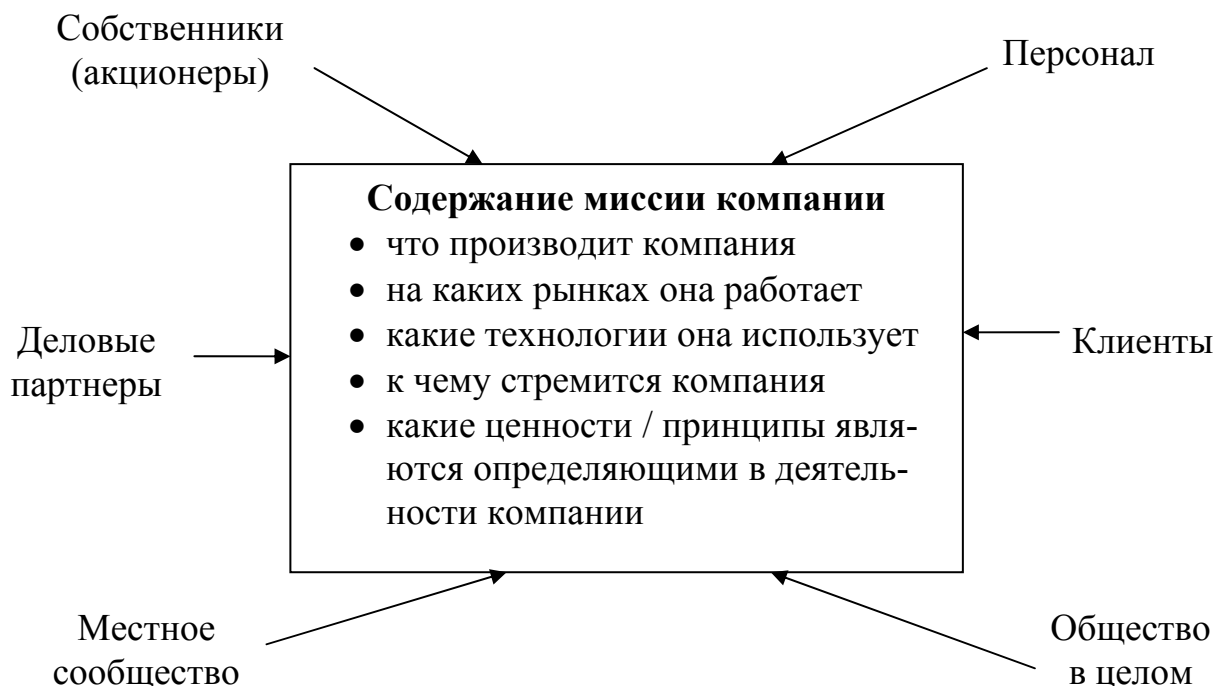 Собственники
(акционеры)
Персонал
Содержание миссии компании
• что производит компания
• на каких рынках она работает
• какие технологии она использует
• к чему стремится компания
• какие ценности / принципы явля-
ются определяющими в деятель-
ности компании
Деловые
партнеры
Клиенты
Местное
сообщество
Общество
в целом